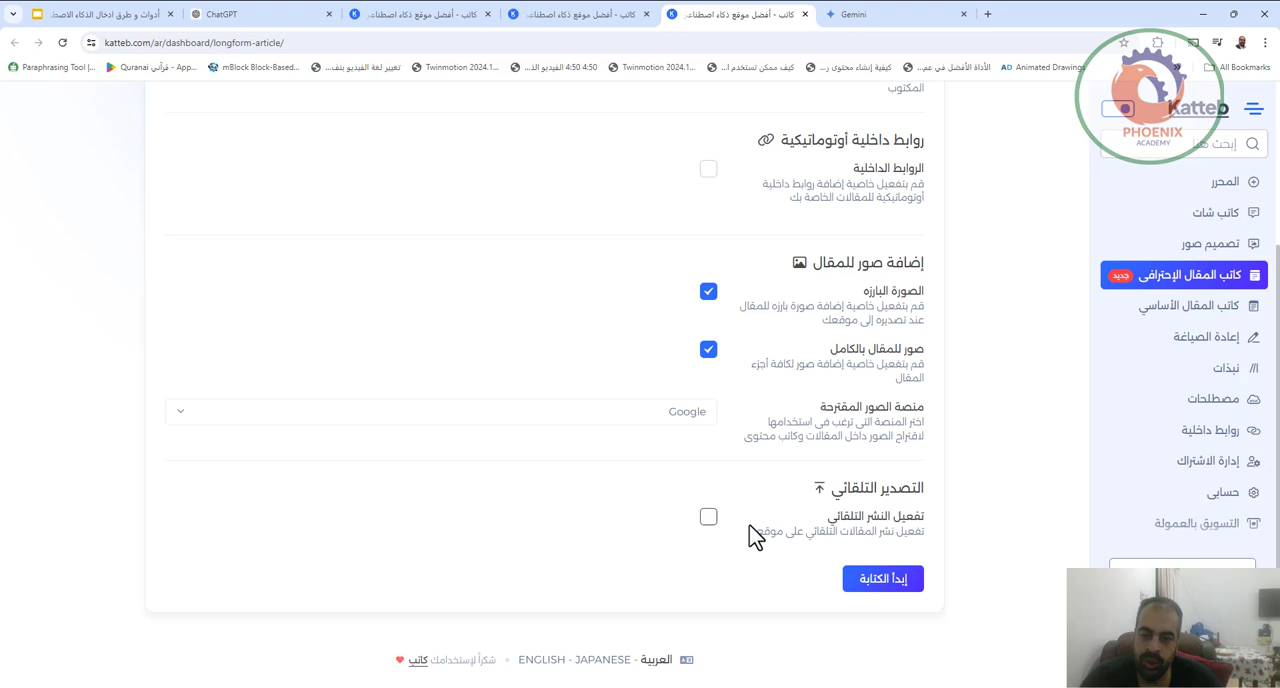 أدوات و طرق ادخال الذكاء الاصط
ChatGPT
كاتب - أفضل موقع ذكاء اصطناعي
كاتب - أفضل موقع ذكاء اصطناعي
كاتب - أفضل موقع ذكاء اصطناعي
Gemini
katteb.com/ar/dashboard/longform-article/
Paraphrasing Tool |...
Quranai - قرآني - App...
mBlock Block-Based...
تغيير لغة الفيديو بنف...
2024.1...
4:50 4:50 الفيديو الذ...
Twinmotion 2024.1...
كيف ممكن تستخدم ا...
كيفية إنشاء محتوى ر...
الأداة الأفضل في عم...
Animated Drawings
All Bookmarks
Katteb
PHOENIX
ACADEMY
إبحث هنا
المحرر
كاتب شات
تصميم صور
كاتب المقال الإحترافي جديد
كاتب المقال الأساسي
إعادة الصياغة
نبذات
مصطلحات
روابط داخلية
إدارة الاشتراك
حسابي
التسويق بالعمولة
المكتوب
روابط داخلية أوتوماتيكية
الروابط الداخلية
قم بتفعيل خاصية إضافة روابط داخلية
أوتوماتيكية للمقالات الخاصة بك
إضافة صور للمقال
الصورة البارزه
قم بتفعيل خاصية إضافة صورة بارزه للمقال
عند تصديره إلى موقعك
صور للمقال بالكامل
قم بتفعيل خاصية إضافة صور لكافة أجزء
المقال
منصة الصور المقترحة
Google
اختر المنصة التي ترغب في استخدامها
لاقتراح الصور داخل المقالات وكاتب محتوى
التصدير التلقائي
تفعيل النشر التلقائي
تفعيل نشر المقالات التلقائي على موقع
إبدأ الكتابة
العربية - ENGLISH - JAPANESE
شكراً لإستخدامك كاتب